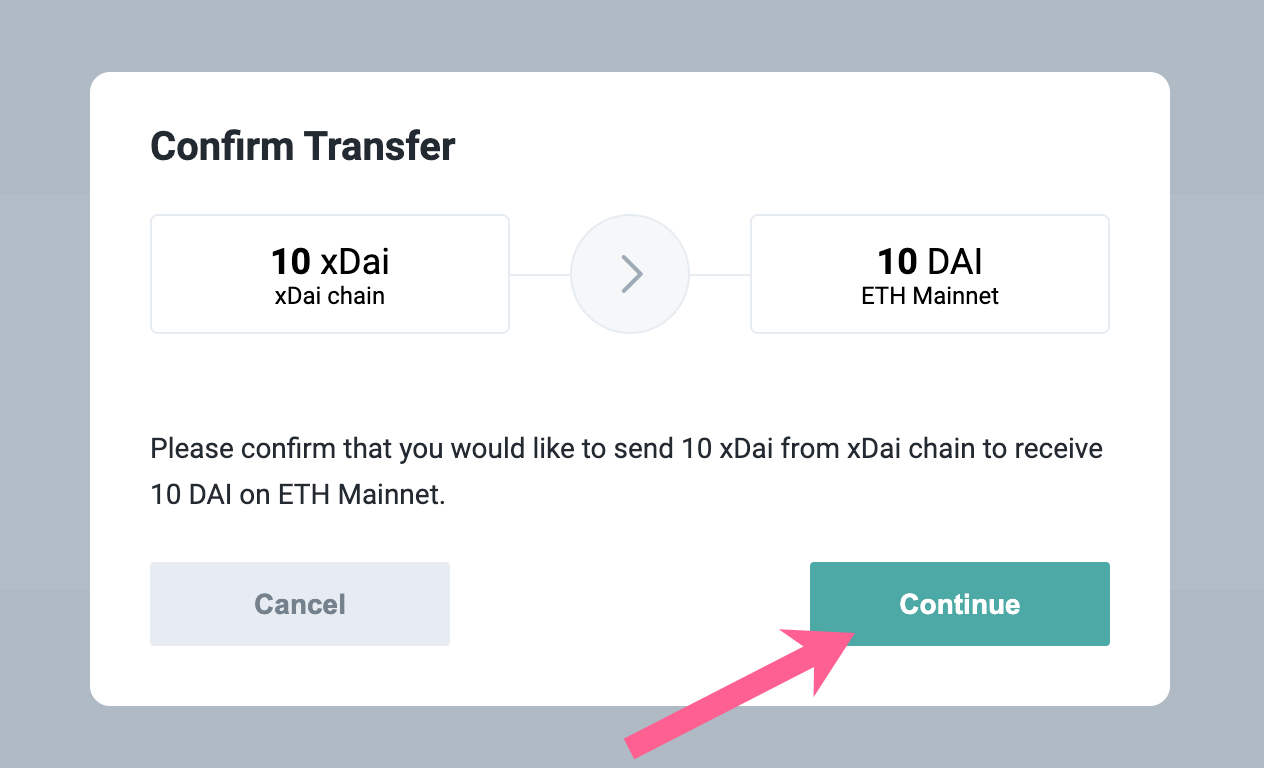 Confirm Transfer
10 xDai
xDai chain
10 DAI
ETH Mainnet
Please confirm that you would like to send 10 xDai from xDai chain to receive
10 DAI on ETH Mainnet.
Cancel
Continue